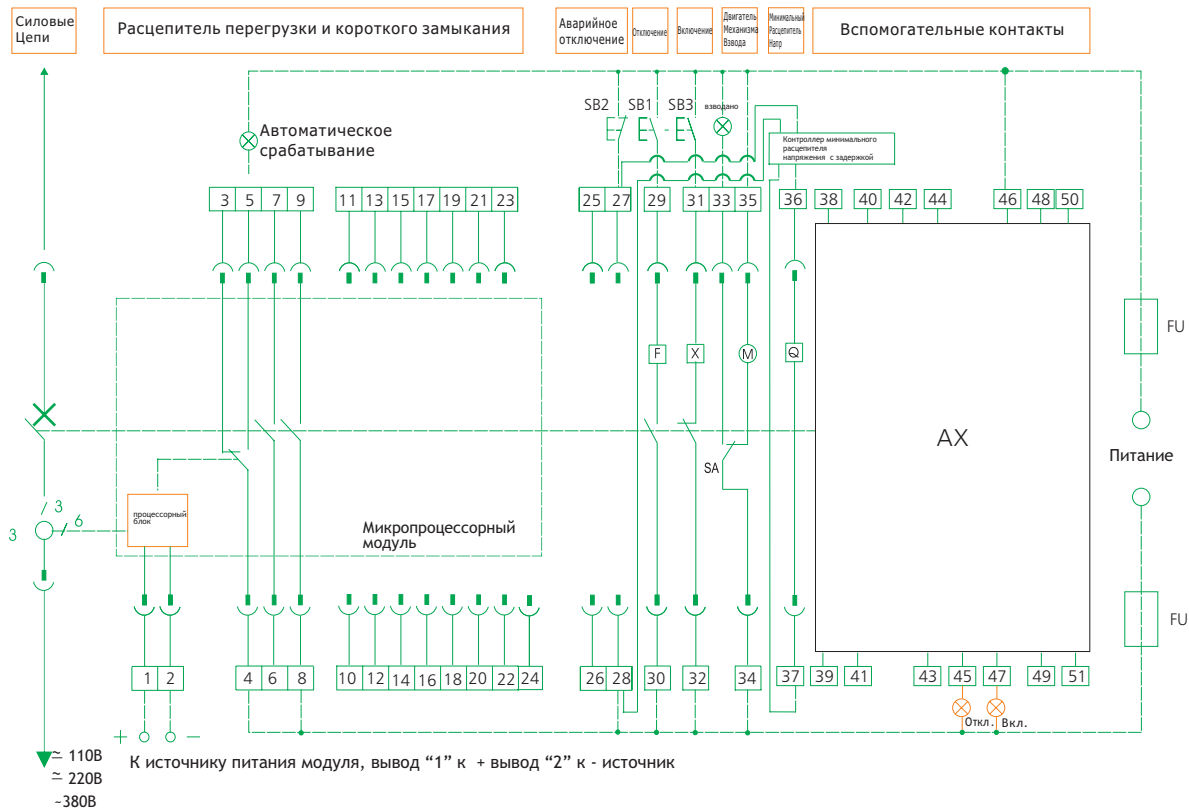 Силовые
Цепи
Расцепитель перегрузки и короткого замыкания
Аварийное
отключение
Отключение
Включение
Двигатель
Механизма
Взвода
Минимальный
Расцепитель
Напр
Вспомогательные контакты
SB2 SB1 SB3 взводано
Автоматическое
срабатывание
Контроллер минимального
расцепителя
напряжения с задержкой
3 5 7 9 11 13 15 17 19 21 23 25 27 29 31 33 35 36 38 40 42 44 46 48 50
FU
F X M Q
AX
SA
Питание
3
3 6
процессорный
блок
Микропроцессорный
модуль
FU
1 2 4 6 8 10 12 14 16 18 20 22 24 26 28 30 32 34 37 39 41 43 45 47 49 51
Откл. Вкл.
+ −
К источнику питания модуля, вывод “1” к + вывод “2” к - источник
≃ 110В
≃ 220В
~380В